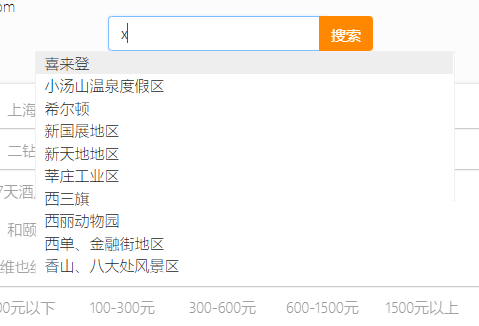 om
x
搜索
喜来登
小汤山温泉度假区
希尔顿
新国展地区
新天地地区
莘庄工业区
西三旗
西丽动物园
西单、金融街地区
香山、八大处风景区
上海
二钻
7天酒
和颐
维也纟
00元以下 100-300元 300-600元 600-1500元 1500元以上